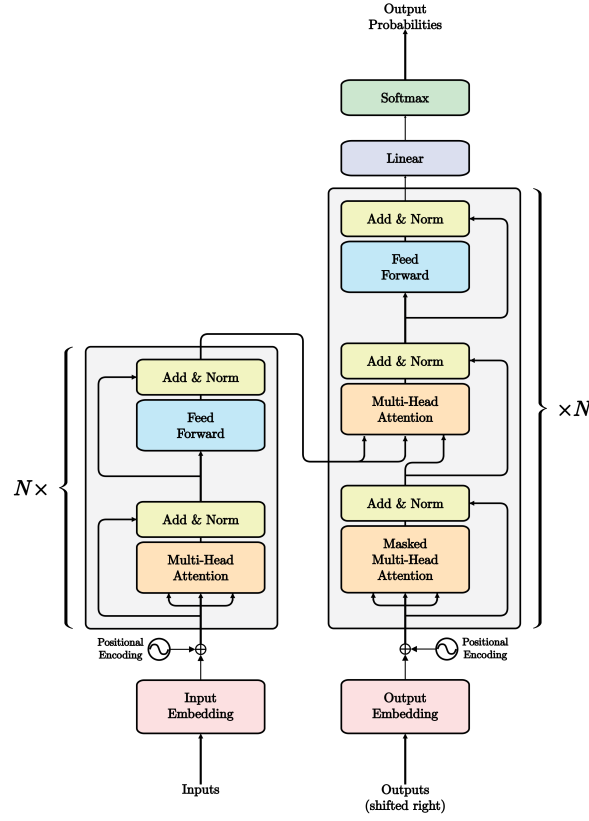 Output
Probabilities
Softmax
Linear
Add & Norm
Feed
Forward
Add & Norm
Multi-Head
Attention
Add & Norm
Masked
Multi-Head
Attention
× N
Add & Norm
Feed
Forward
N×
Add & Norm
Multi-Head
Attention
Positional
Encoding
Positional
Encoding
Input
Embedding
Output
Embedding
Inputs
Outputs
(shifted right)